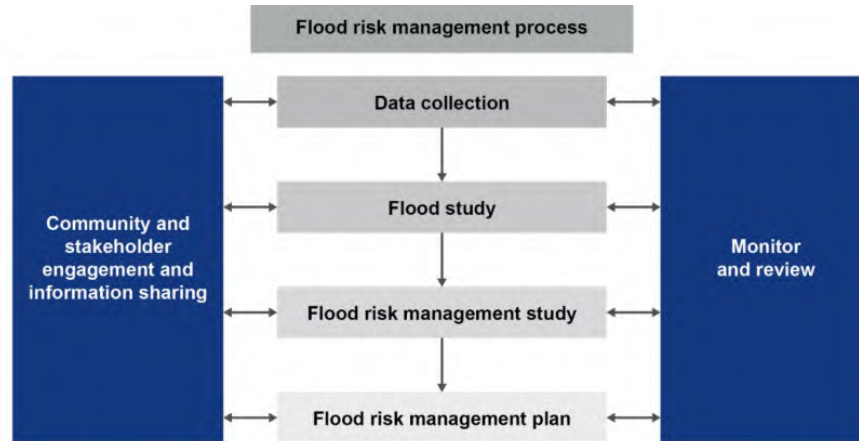 Flood risk management process
Data collection
Flood study
Community and
stakeholder
engagement and
information sharing
Monitor
and review
Flood risk management study
Flood risk management plan